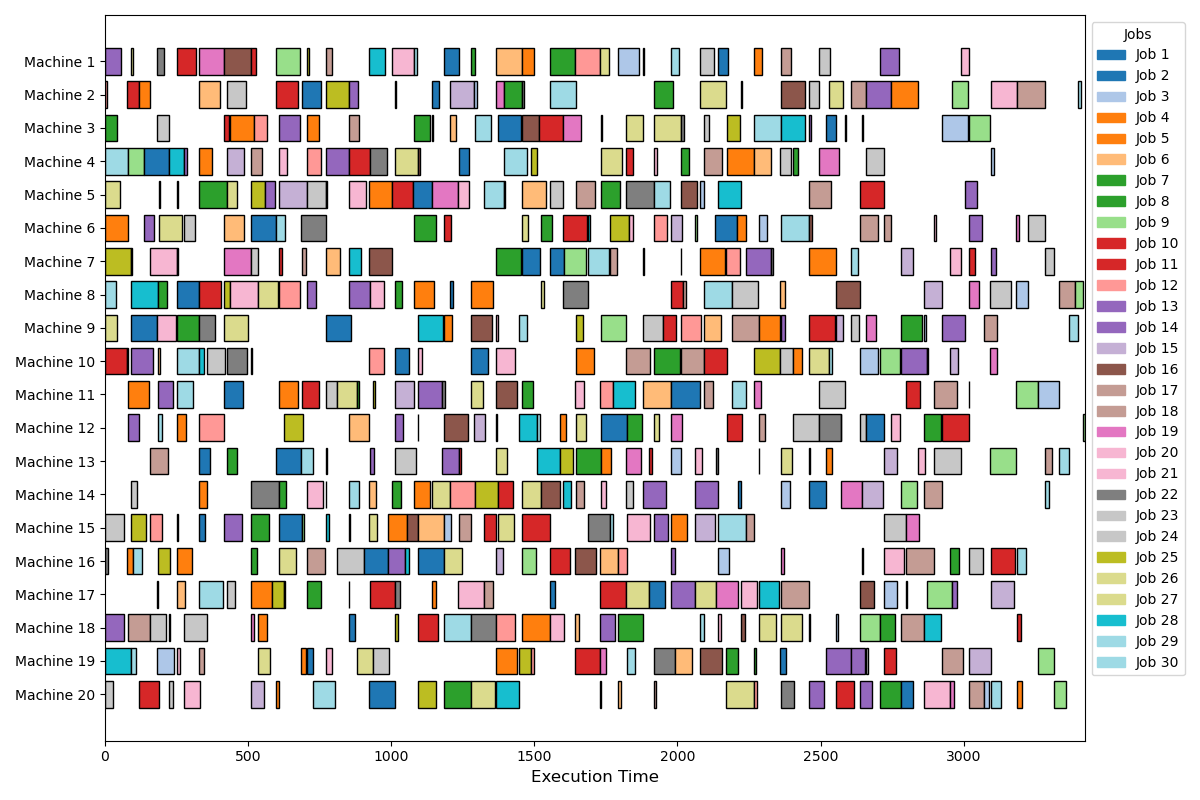 Machine 1
Machine 2
Machine 3
Machine 4
Machine 5
Machine 6
Machine 7
Machine 8
Machine 9
Machine 10
Machine 11
Machine 12
Machine 13
Machine 14
Machine 15
Machine 16
Machine 17
Machine 18
Machine 19
Machine 20
0 500 1000 1500 2000 2500 3000
Execution Time
Jobs
Job 1
Job 2
Job 3
Job 4
Job 5
Job 6
Job 7
Job 8
Job 9
Job 10
Job 11
Job 12
Job 13
Job 14
Job 15
Job 16
Job 17
Job 18
Job 19
Job 20
Job 21
Job 22
Job 23
Job 24
Job 25
Job 26
Job 27
Job 28
Job 29
Job 30